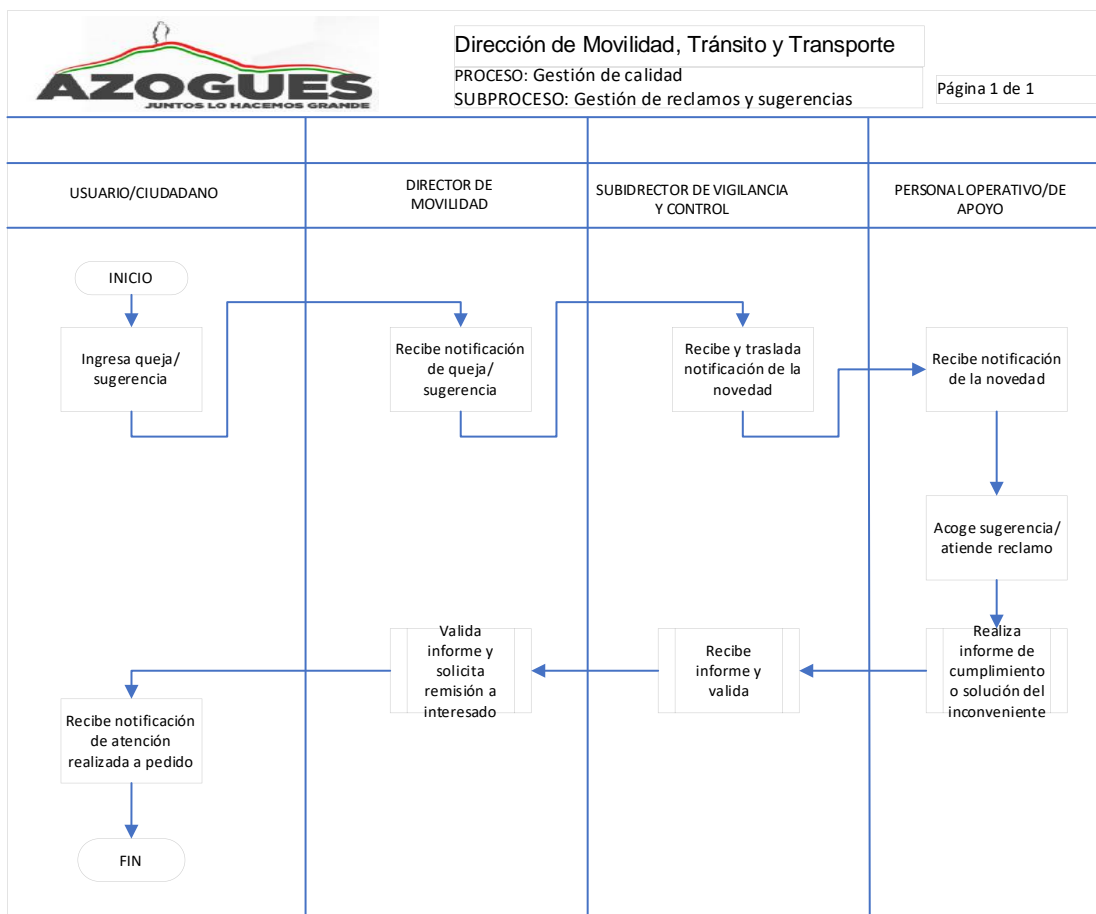 AZOGUES
JUNTOS LO HACEMOS GRANDE
Dirección de Movilidad, Tránsito y Transporte
PROCESO: Gestión de calidad
SUBPROCESO: Gestión de reclamos y sugerencias
Página 1 de 1
USUARIO/CIUDADANO
DIRECTOR DE
MOVILIDAD
SUBIDRECTOR DE VIGILANCIA
Y CONTROL
PERSONAL OPERATIVO/DE
APOYO
INICIO
Ingresa queja/
sugerencia
Recibe notificación
de queja/
sugerencia
Recibe y traslada
notificación de la
novedad
Recibe notificación
de la novedad
Acoge sugerencia/
atiende reclamo
Realiza
informe de
cumplimiento
o solución del
inconveniente
Recibe
informe y
valida
Valida
informe y
solicita
remisión a
interesado
Recibe notificación
de atención
realizada a pedido
FIN